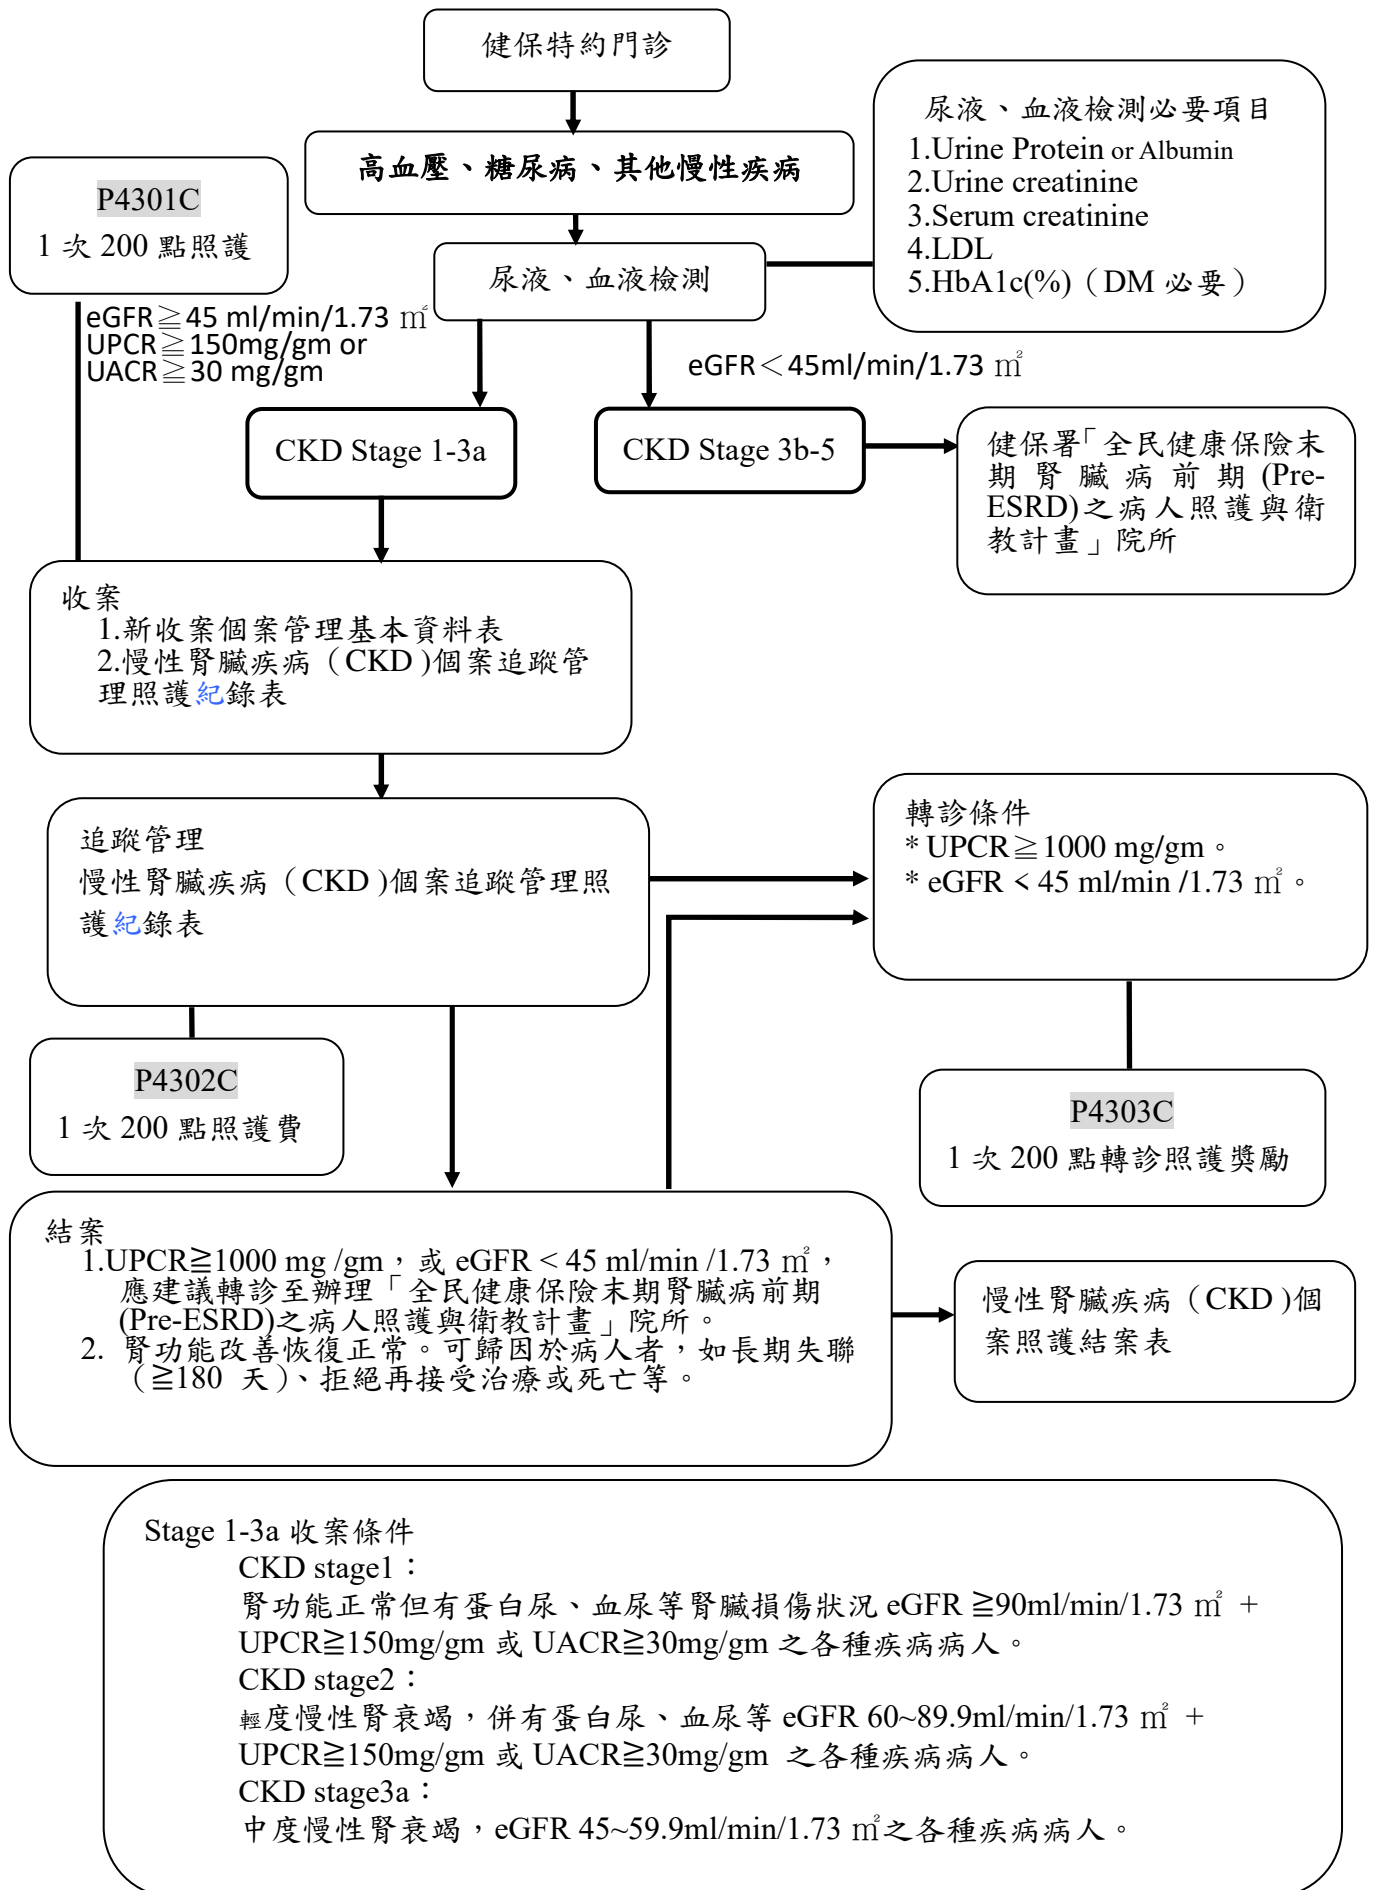 健保特約門診
尿液、血液檢測必要項目
1.Urine Protein or Albumin
2.Urine creatinine
3.Serum creatinine
4.LDL
5.HbA1c(%)（DM 必要）
高血壓、糖尿病、其他慢性疾病
P4301C
1 次 200 點照護
尿液、血液檢測
eGFR≧45 ml/min/1.73 ㎡
UPCR≧150mg/gm or
UACR≧30 mg/gm
eGFR＜45ml/min/1.73 ㎡
CKD Stage 1-3a
CKD Stage 3b-5
健保署「全民健康保險末
期腎臟病前期(Pre-
ESRD)之病人照護與衛
教計畫」院所
收案
1.新收案個案管理基本資料表
2.慢性腎臟疾病（CKD )個案追蹤管
理照護紀錄表
追蹤管理
慢性腎臟疾病（CKD )個案追蹤管理照
護紀錄表
轉診條件
* UPCR≧1000 mg/gm。
* eGFR < 45 ml/min /1.73 ㎡。
P4302C
1 次 200 點照護費
P4303C
1 次 200 點轉診照護獎勵
結案
1.UPCR≧1000 mg /gm，或 eGFR < 45 ml/min /1.73 ㎡，
應建議轉診至辦理「全民健康保險末期腎臟病前期
(Pre-ESRD)之病人照護與衛教計畫」院所。
2. 腎功能改善恢復正常。可歸因於病人者，如長期失聯
（≧180 天)、拒絕再接受治療或死亡等。
慢性腎臟疾病（CKD )個
案照護結案表
Stage 1-3a 收案條件
CKD stage1：
腎功能正常但有蛋白尿、血尿等腎臟損傷狀況 eGFR ≧90ml/min/1.73 ㎡ +
UPCR≧150mg/gm 或 UACR≧30mg/gm 之各種疾病病人。
CKD stage2：
輕度慢性腎衰竭，併有蛋白尿、血尿等 eGFR 60~89.9ml/min/1.73 ㎡ +
UPCR≧150mg/gm 或 UACR≧30mg/gm 之各種疾病病人。
CKD stage3a：
中度慢性腎衰竭，eGFR 45~59.9ml/min/1.73 ㎡之各種疾病病人。